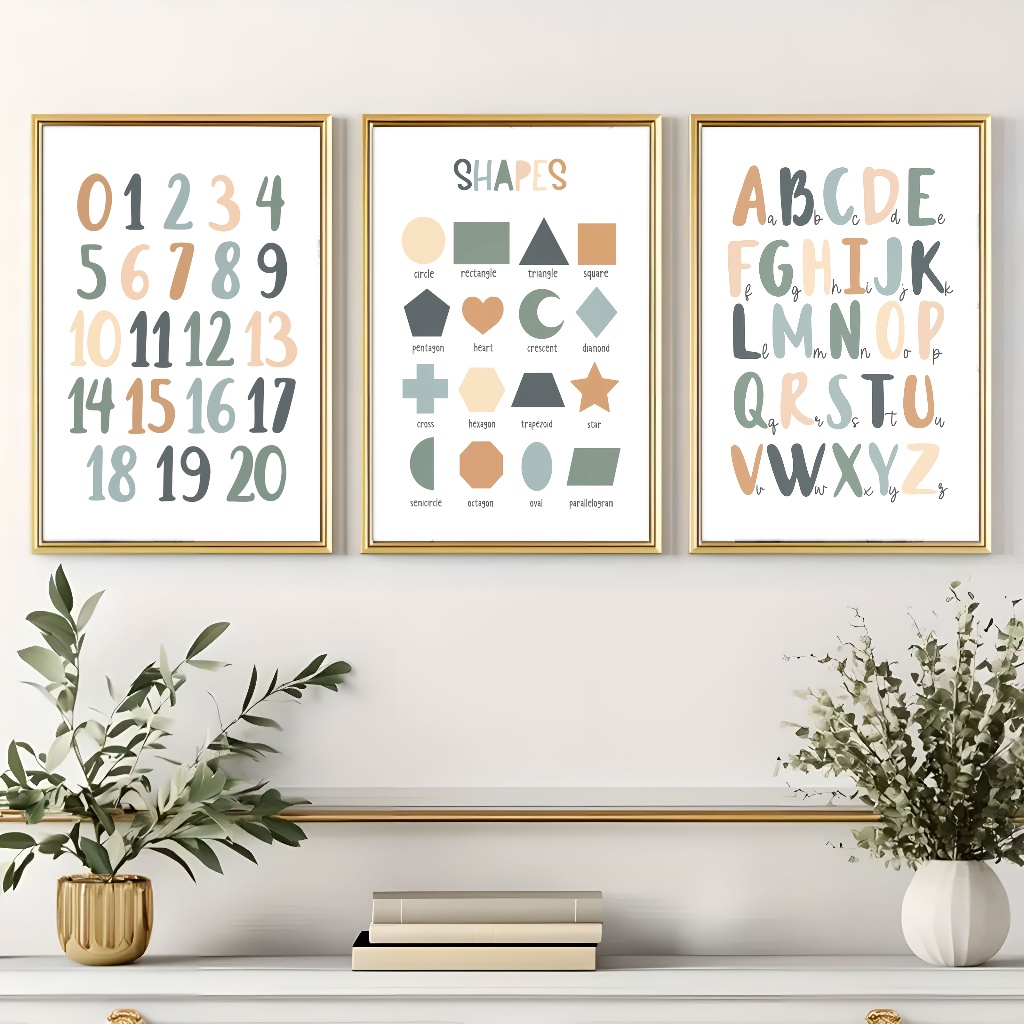 0 1 2 3 4
5 6 7 8 9
10 11 12 13
14 15 16 17
18 19 20
SHAPES
circle rectangle triangle square
pentagon heart crescent diamond
cross hexagon trapezoid star
semicircle octagon oval parallelogram
A a B b C c D d E e
F f G g H h I i J j K k
L l M m N n O o P p
Q q R r S s T t U u
V v W w X x Y y Z z